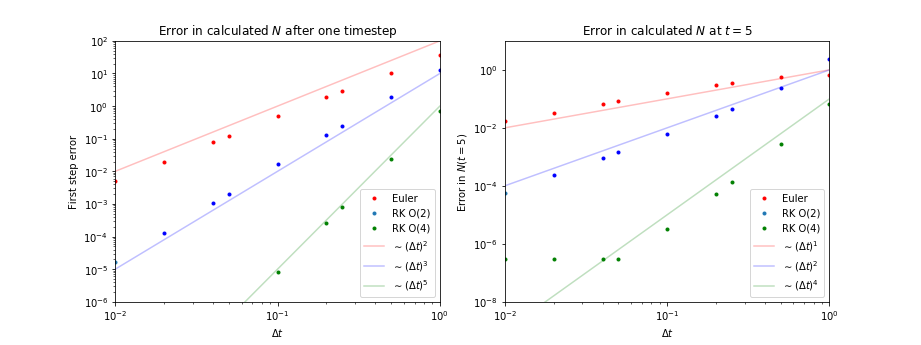 Error in calculated N after one timestep
First step error
10²
10¹
10⁰
10⁻¹
10⁻²
10⁻³
10⁻⁴
10⁻⁵
10⁻⁶
Euler
RK O(2)
RK O(4)
~ (Δt)²
~ (Δt)³
~ (Δt)⁵
10⁻² 10⁻¹ 10⁰
Δt
Error in calculated N at t = 5
Error in N(t = 5)
10⁰
10⁻²
10⁻⁴
10⁻⁶
10⁻⁸
Euler
RK O(2)
RK O(4)
~ (Δt)¹
~ (Δt)²
~ (Δt)⁴
10⁻² 10⁻¹ 10⁰
Δt